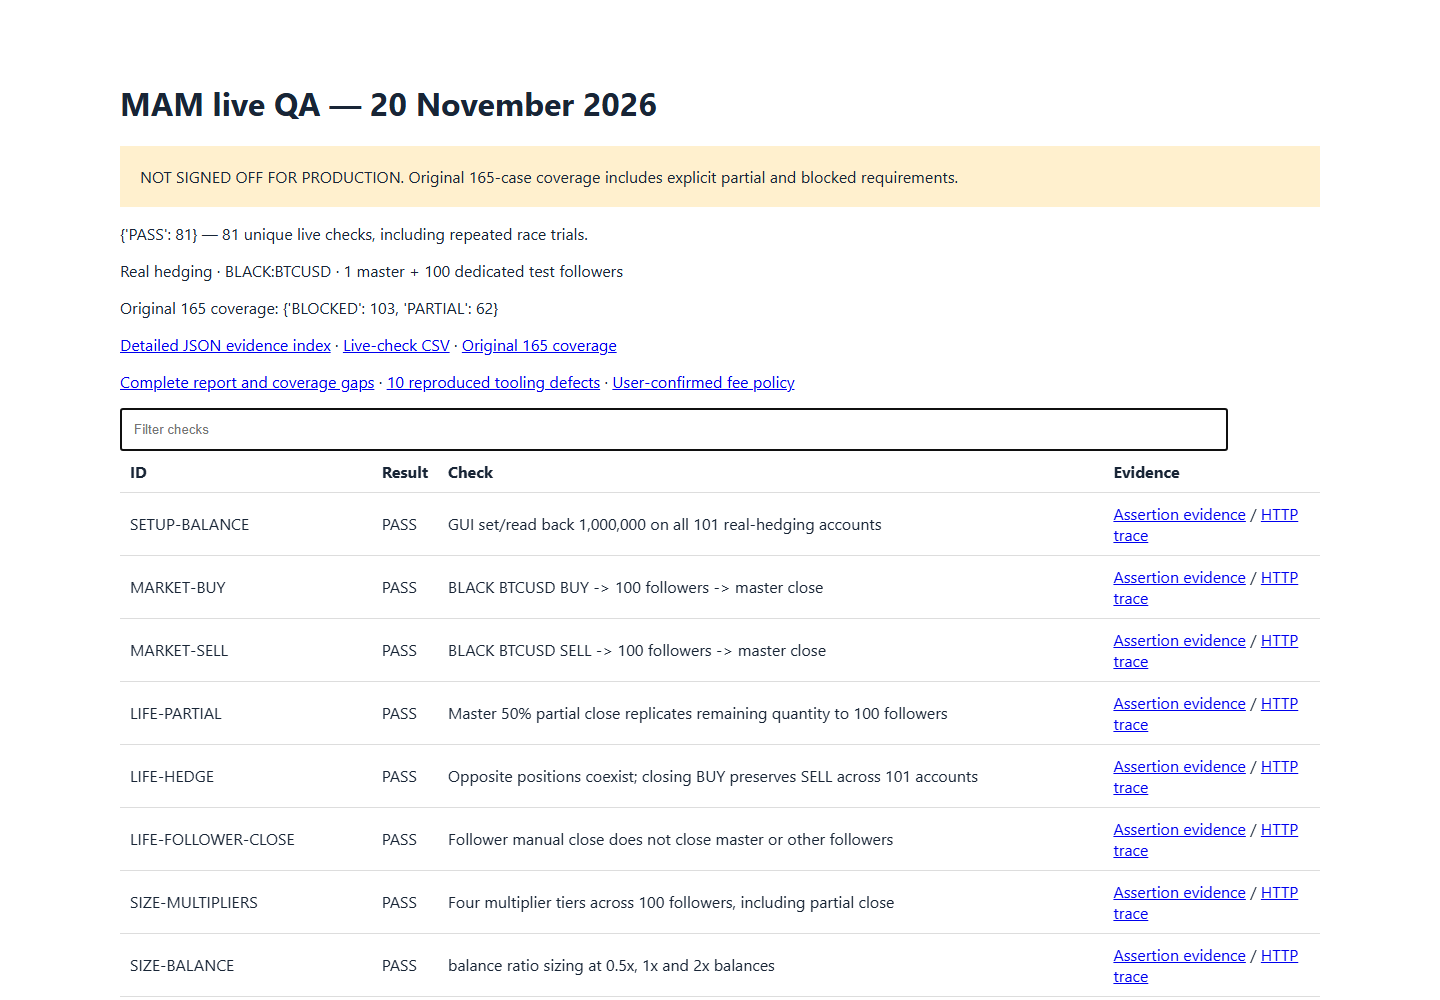 MAM live QA — 20 November 2026
NOT SIGNED OFF FOR PRODUCTION. Original 165-case coverage includes explicit partial and blocked requirements.
{'PASS': 81} — 81 unique live checks, including repeated race trials.
Real hedging · BLACK:BTCUSD · 1 master + 100 dedicated test followers
Original 165 coverage: {'BLOCKED': 103, 'PARTIAL': 62}
Detailed JSON evidence index · Live-check CSV · Original 165 coverage
Complete report and coverage gaps · 10 reproduced tooling defects · User-confirmed fee policy
Filter checks
ID Result Check Evidence
SETUP-BALANCE PASS GUI set/read back 1,000,000 on all 101 real-hedging accounts Assertion evidence / HTTP
trace
MARKET-BUY PASS BLACK BTCUSD BUY -> 100 followers -> master close Assertion evidence / HTTP
trace
MARKET-SELL PASS BLACK BTCUSD SELL -> 100 followers -> master close Assertion evidence / HTTP
trace
LIFE-PARTIAL PASS Master 50% partial close replicates remaining quantity to 100 followers Assertion evidence / HTTP
trace
LIFE-HEDGE PASS Opposite positions coexist; closing BUY preserves SELL across 101 accounts Assertion evidence / HTTP
trace
LIFE-FOLLOWER-CLOSE PASS Follower manual close does not close master or other followers Assertion evidence / HTTP
trace
SIZE-MULTIPLIERS PASS Four multiplier tiers across 100 followers, including partial close Assertion evidence / HTTP
trace
SIZE-BALANCE PASS balance ratio sizing at 0.5x, 1x and 2x balances Assertion evidence / HTTP
trace